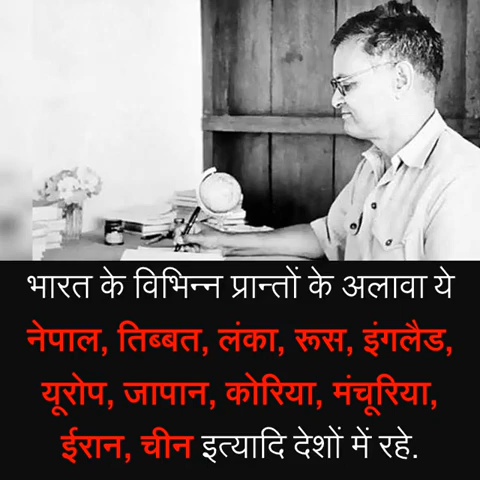 भारत के विभिन्न प्रान्तों के अलावा ये
नेपाल, तिब्बत, लंका, रूस, इंगलैड,
यूरोप, जापान, कोरिया, मंचूरिया,
ईरान, चीन इत्यादि देशों में रहे.